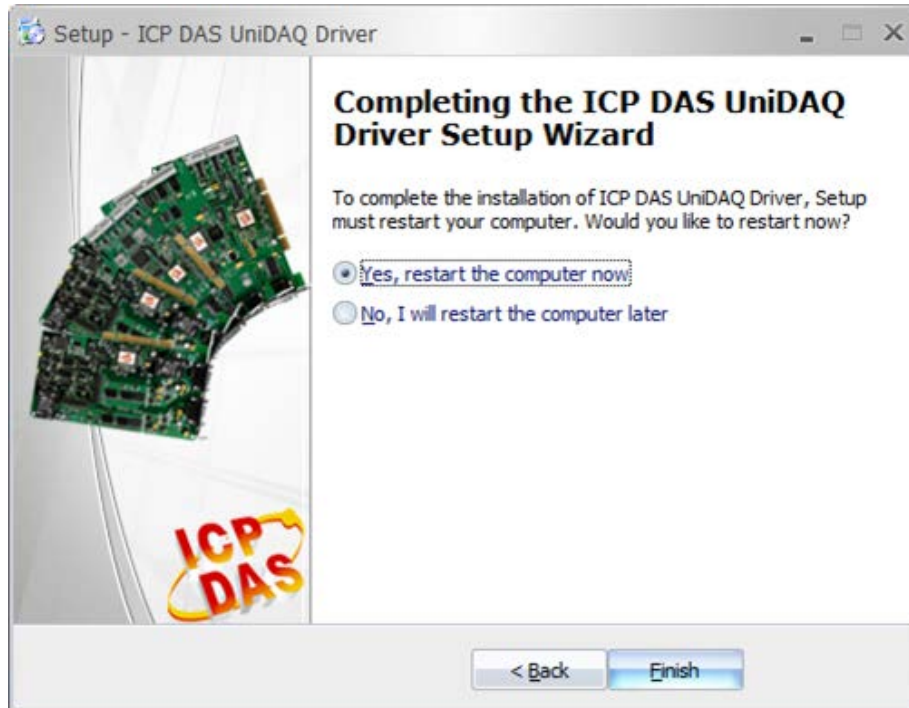 Setup - ICP DAS UniDAQ Driver
Completing the ICP DAS UniDAQ
Driver Setup Wizard
To complete the installation of ICP DAS UniDAQ Driver, Setup
must restart your computer. Would you like to restart now?
Yes, restart the computer now
No, I will restart the computer later
ICP
DAS
< Back
Finish